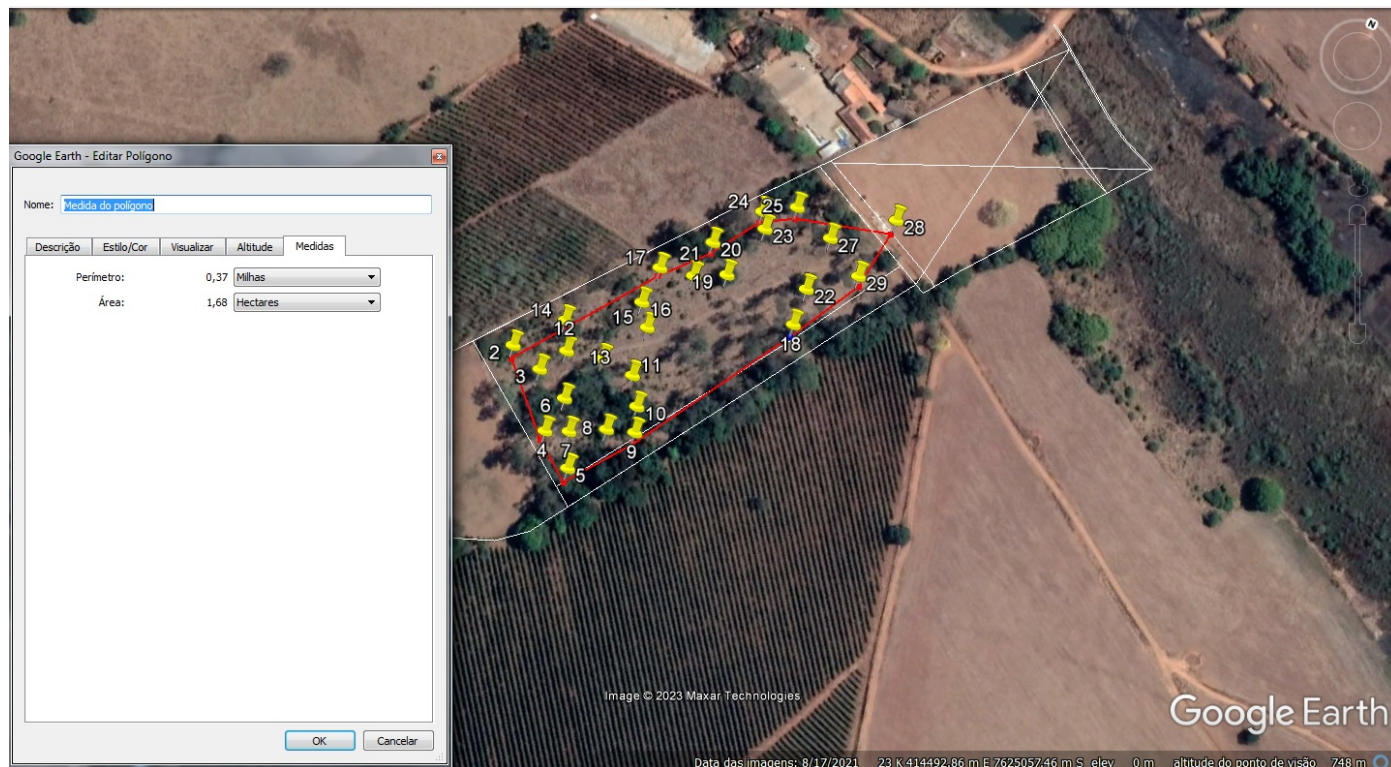 Google Earth - Editar Polígono
Nome: Medida do polígono
Descrição Estilo/Cor Visualizar Altitude Medidas
Perímetro: 0,37 Milhas
Área: 1,68 Hectares
OK Cancelar
N
24 25
28
23
27
20
21
17
19
22
29
14
16
15
12
18
2
13
3
11
6
10
8
9
4
7
5
Image © 2023 Maxar Technologies
Google Earth
Data das imagens: 8/17/2021 23 K 414492.86 m E 7625057.46 m S elev 0 m altitude do ponto de visão 748 m